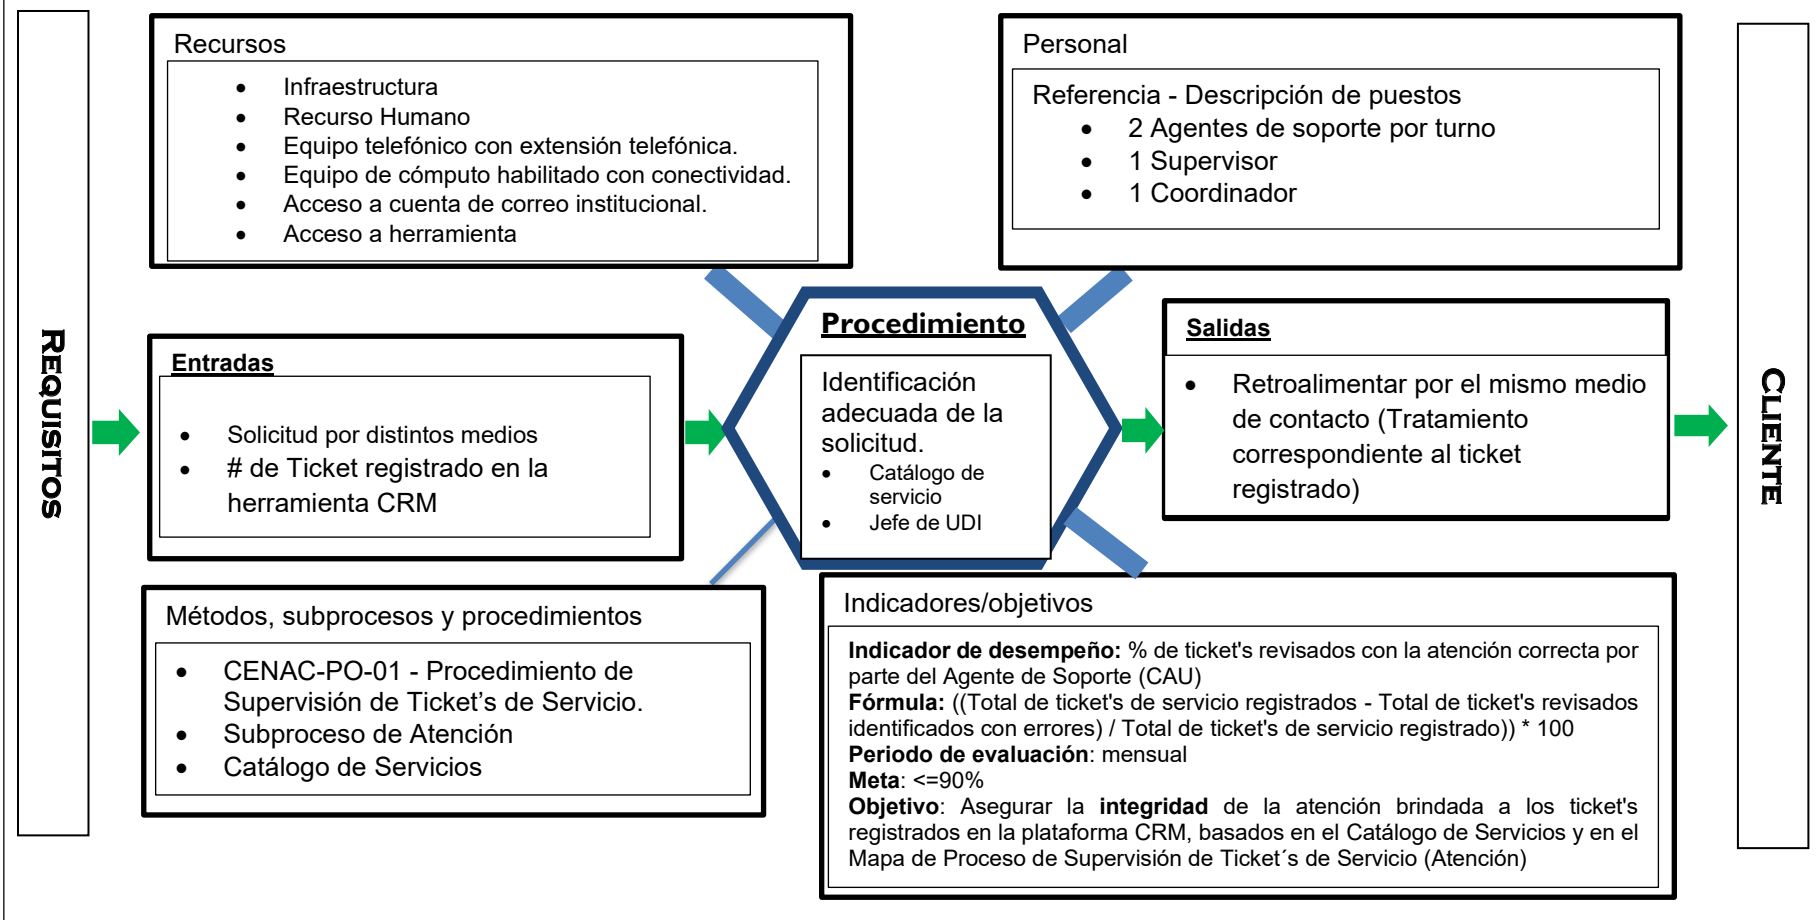 REQUISITOS
Recursos
• Infraestructura
• Recurso Humano
• Equipo telefónico con extensión telefónica.
• Equipo de cómputo habilitado con conectividad.
• Acceso a cuenta de correo institucional.
• Acceso a herramienta
Personal
Referencia - Descripción de puestos
• 2 Agentes de soporte por turno
• 1 Supervisor
• 1 Coordinador
Entradas
• Solicitud por distintos medios
• # de Ticket registrado en la
herramienta CRM
Procedimiento
Identificación
adecuada de la
solicitud.
• Catálogo de
servicio
• Jefe de UDI
Salidas
• Retroalimentar por el mismo medio
de contacto (Tratamiento
correspondiente al ticket
registrado)
CLIENTE
Métodos, subprocesos y procedimientos
• CENAC-PO-01 - Procedimiento de
Supervisión de Ticket’s de Servicio.
• Subproceso de Atención
• Catálogo de Servicios
Indicadores/objetivos
Indicador de desempeño: % de ticket's revisados con la atención correcta por
parte del Agente de Soporte (CAU)
Fórmula: ((Total de ticket's de servicio registrados - Total de ticket's revisados
identificados con errores) / Total de ticket's de servicio registrado)) * 100
Periodo de evaluación: mensual
Meta: <=90%
Objetivo: Asegurar la integridad de la atención brindada a los ticket's
registrados en la plataforma CRM, basados en el Catálogo de Servicios y en el
Mapa de Proceso de Supervisión de Ticket´s de Servicio (Atención)